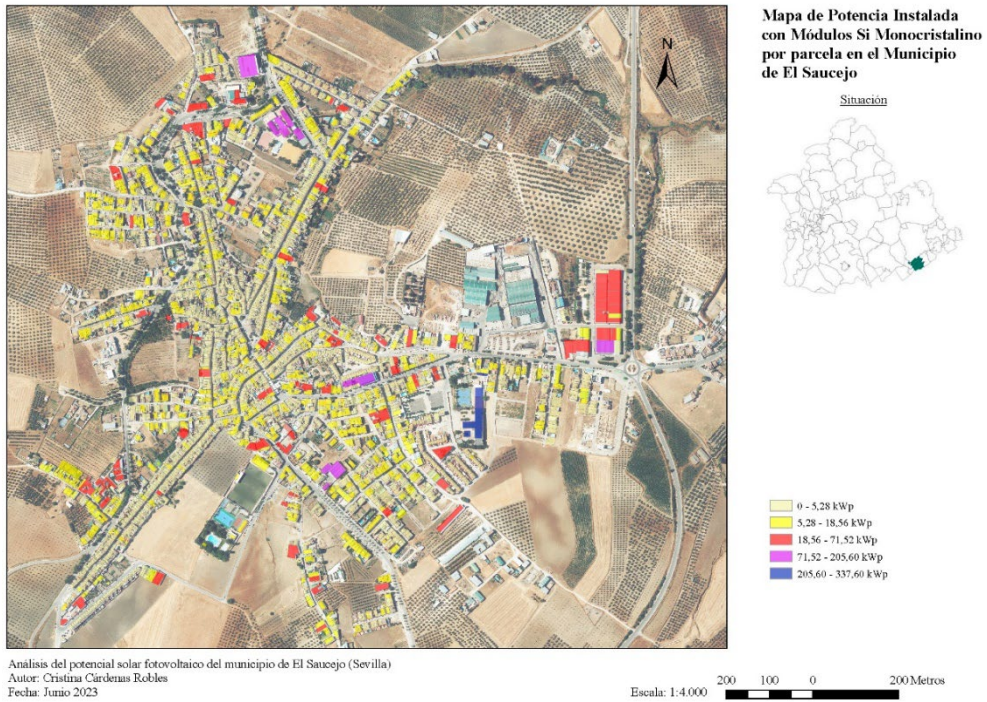 Mapa de Potencia Instalada
con Módulos Si Monocristalino
por parcela en el Municipio
de El Saucejo
Situación
N
0 - 5,28 kWp
5,28 - 18,56 kWp
18,56 - 71,52 kWp
71,52 - 205,60 kWp
205,60 - 337,60 kWp
Análisis del potencial solar fotovoltaico del municipio de El Saucejo (Sevilla)
Autor: Cristina Cárdenas Robles
Fecha: Junio 2023
Escala: 1:4.000
200 100 0 200 Metros